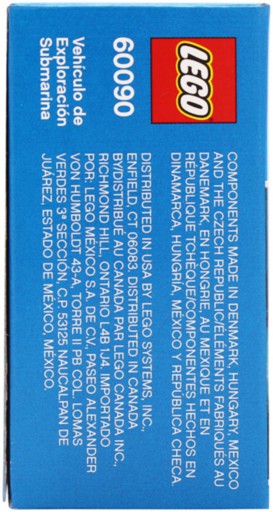 LEGO
60090
Vehículo de
Exploración
Submarina
COMPONENTS MADE IN DENMARK, HUNGARY, MEXICO
AND THE CZECH REPUBLIC/ÉLÉMENTS FABRIQUÉS AU
DANEMARK, EN HONGRIE, AU MEXIQUE ET EN
RÉPUBLIQUE TCHÈQUE/COMPONENTES HECHOS EN
DINAMARCA, HUNGRÍA, MÉXICO Y REPÚBLICA CHECA.
DISTRIBUTED IN USA BY LEGO SYSTEMS, INC.,
ENFIELD, CT 06083. DISTRIBUTED IN CANADA
BY/DISTRIBUÉ AU CANADA PAR LEGO CANADA INC.,
RICHMOND HILL, ONTARIO L4B 1J4. IMPORTADO
POR: LEGO MÉXICO S.A. DE C.V., PASEO ALEXANDER
VON HUMBOLDT 43-A, TORRE II PB COL. LOMAS
VERDES 3ª SECCIÓN, C.P. 53125 NAUCALPAN DE
JUÁREZ, ESTADO DE MÉXICO, MÉXICO.